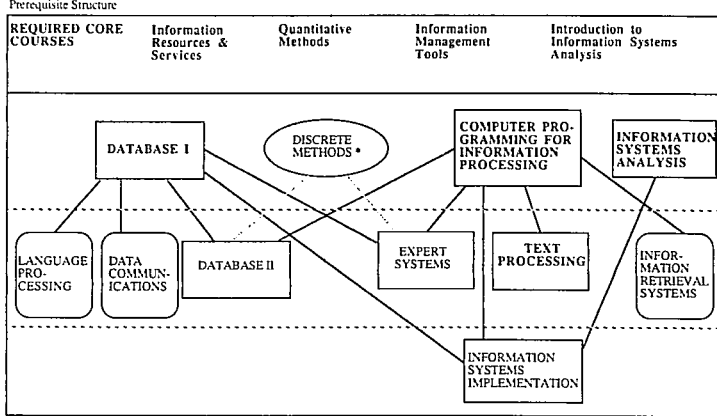 Prerequisite Structure
REQUIRED CORE
COURSES
Information
Resources &
Services
Quantitative
Methods
Information
Management
Tools
Introduction to
Information Systems
Analysis
DATABASE I
DISCRETE
METHODS *
COMPUTER PRO-
GRAMMING FOR
INFORMATION
PROCESSING
INFORMATION
SYSTEMS
ANALYSIS
LANGUAGE
PRO-
CESSING
DATA
COMMUN-
ICATIONS
DATABASE II
EXPERT
SYSTEMS
TEXT
PROCESSING
INFOR-
MATION
RETRIEVAL
SYSTEMS
INFORMATION
SYSTEMS
IMPLEMENTATION